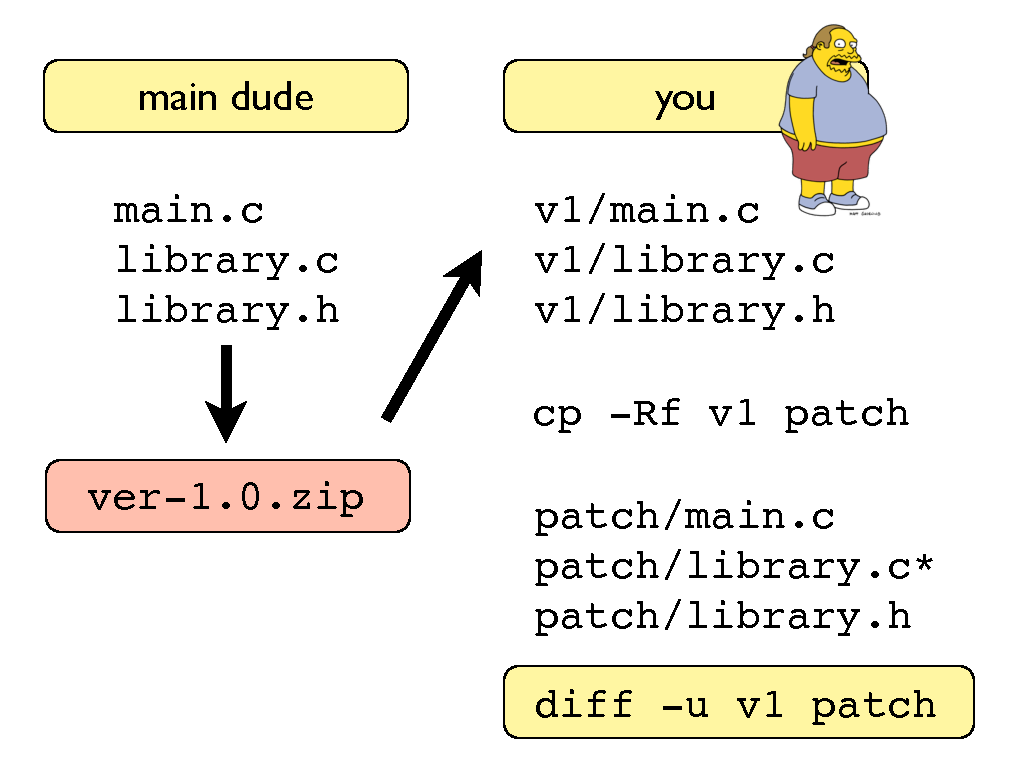 main dude
main.c
library.c
library.h
ver-1.0.zip
you
v1/main.c
v1/library.c
v1/library.h
cp -Rf v1 patch
patch/main.c
patch/library.c*
patch/library.h
diff -u v1 patch